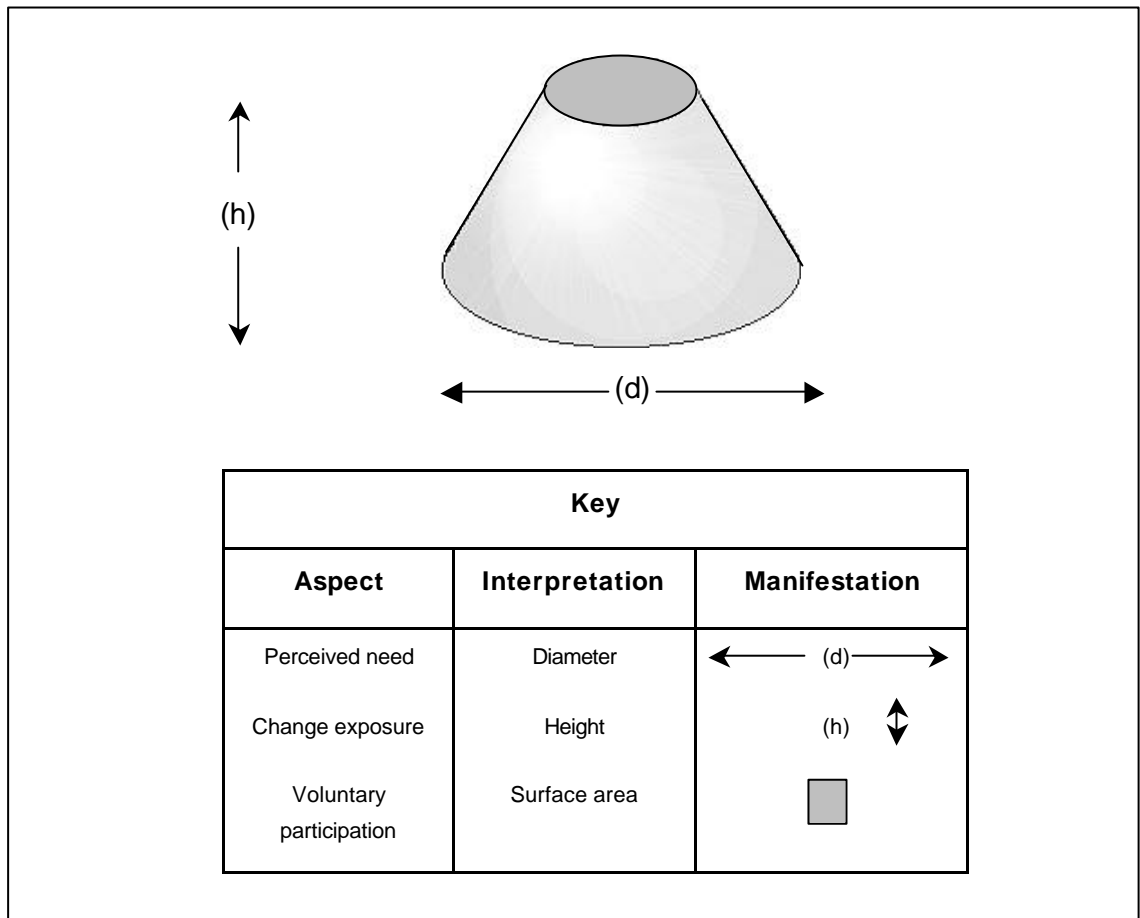 (h)
(d)
Key
Aspect Interpretation Manifestation
Perceived need Diameter (d)
Change exposure Height (h)
Voluntary participation Surface area